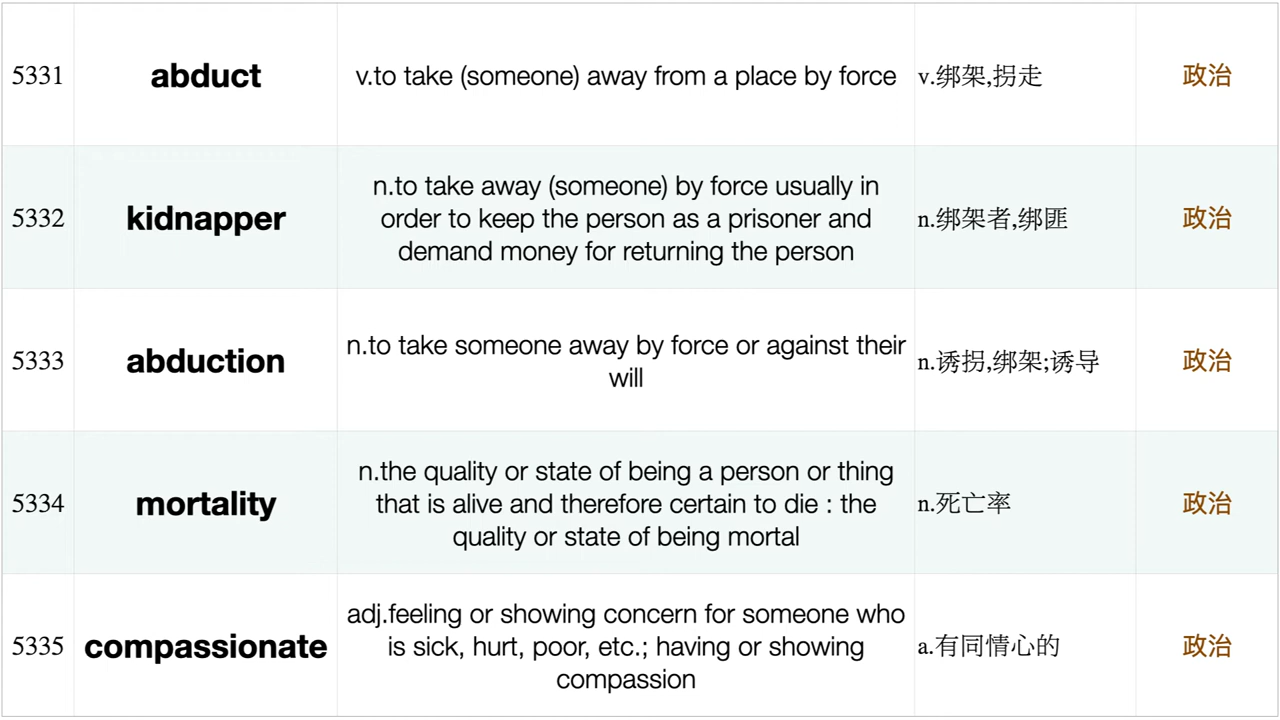 5331 abduct v.to take (someone) away from a place by force v.绑架,拐走 政治
5332 kidnapper n.to take away (someone) by force usually in
order to keep the person as a prisoner and
demand money for returning the person n.绑架者,绑匪 政治
5333 abduction n.to take someone away by force or against their
will n.诱拐,绑架;诱导 政治
5334 mortality n.the quality or state of being a person or thing
that is alive and therefore certain to die : the
quality or state of being mortal n.死亡率 政治
5335 compassionate adj.feeling or showing concern for someone who
is sick, hurt, poor, etc.; having or showing
compassion a.有同情心的 政治